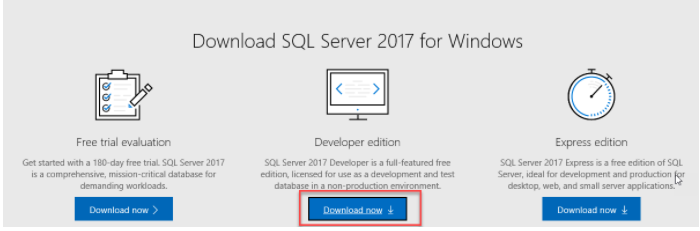 Download SQL Server 2017 for Windows
Free trial evaluation
Get started with a 180-day free trial. SQL Server 2017
is a comprehensive, mission-critical database for
demanding workloads.
Download now
Developer edition
SQL Server 2017 Developer is a full-featured free
edition, licensed for use as a development and test
database in a non-production environment.
Download now
Express edition
SQL Server 2017 Express is a free edition of SQL
Server, ideal for development and production for
desktop, web, and small server applications.
Download now